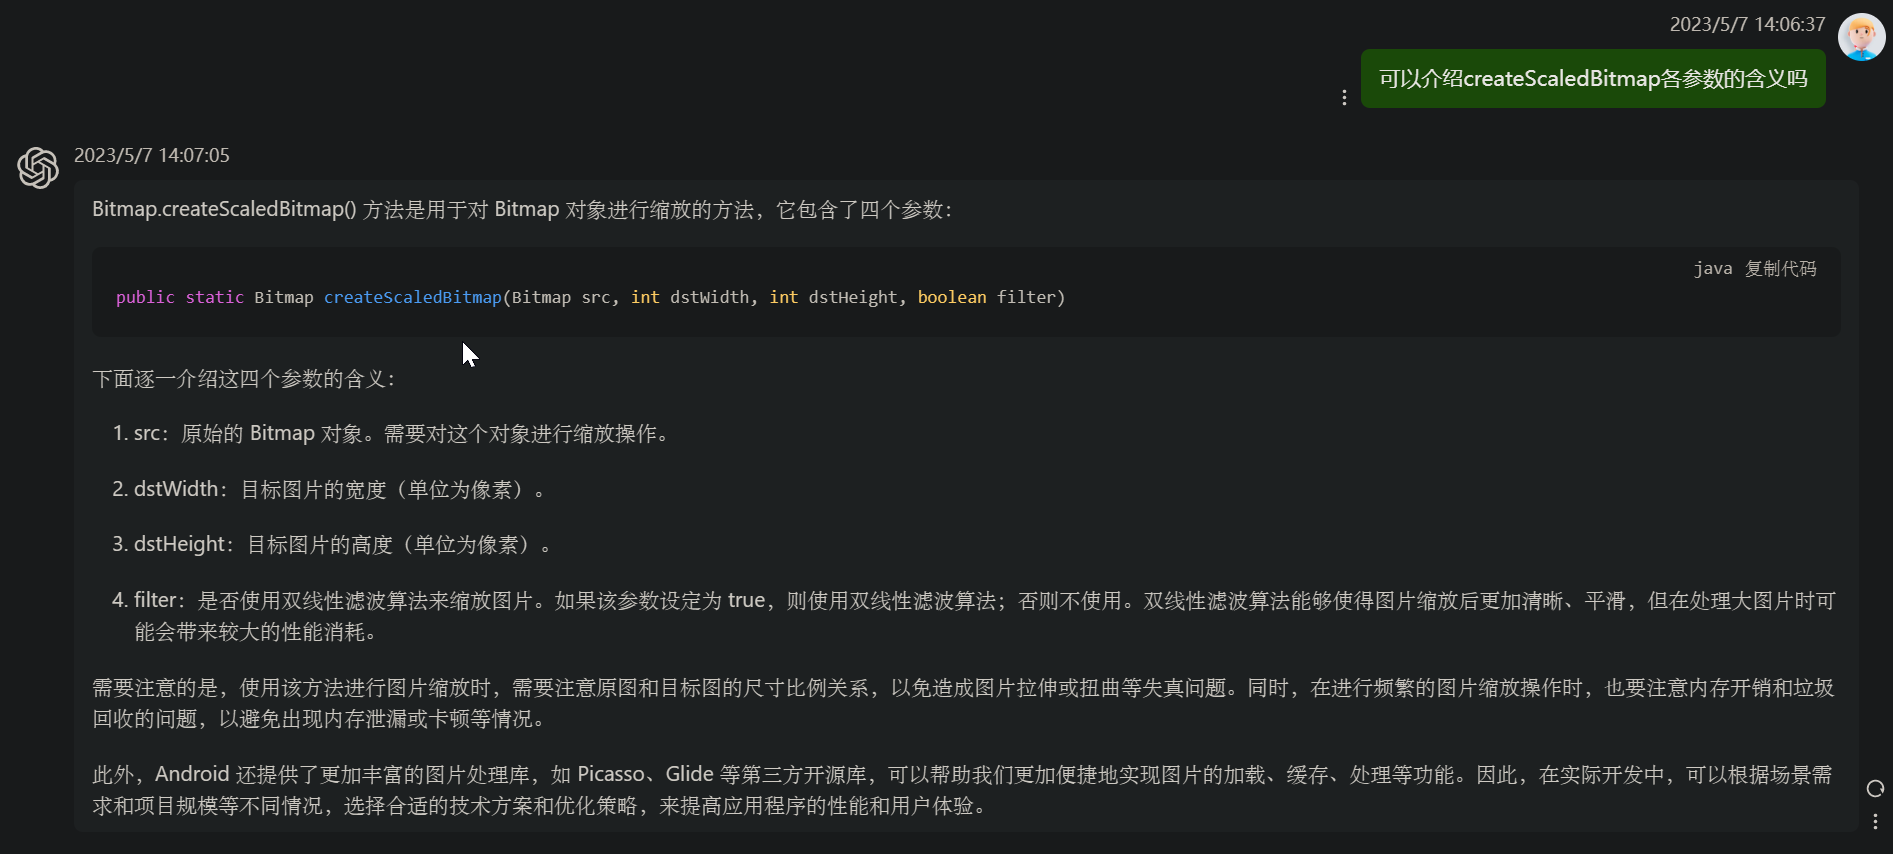 2023/5/7 14:06:37
可以介绍createScaledBitmap各参数的含义吗
2023/5/7 14:07:05
Bitmap.createScaledBitmap() 方法是用于对 Bitmap 对象进行缩放的方法，它包含了四个参数：
java 复制代码
public static Bitmap createScaledBitmap(Bitmap src, int dstWidth, int dstHeight, boolean filter)
下面逐一介绍这四个参数的含义：
1. src：原始的 Bitmap 对象。需要对这个对象进行缩放操作。
2. dstWidth：目标图片的宽度（单位为像素）。
3. dstHeight：目标图片的高度（单位为像素）。
4. filter：是否使用双线性滤波算法来缩放图片。如果该参数设定为 true，则使用双线性滤波算法；否则不使用。双线性滤波算法能够使得图片缩放后更加清晰、平滑，但在处理大图片时可
能会带来较大的性能消耗。
需要注意的是，使用该方法进行图片缩放时，需要注意原图和目标图的尺寸比例关系，以免造成图片拉伸或扭曲等失真问题。同时，在进行频繁的图片缩放操作时，也要注意内存开销和垃圾
回收的问题，以避免出现内存泄漏或卡顿等情况。
此外，Android 还提供了更加丰富的图片处理库，如 Picasso、Glide 等第三方开源库，可以帮助我们更加便捷地实现图片的加载、缓存、处理等功能。因此，在实际开发中，可以根据场景需
求和项目规模等不同情况，选择合适的技术方案和优化策略，来提高应用程序的性能和用户体验。